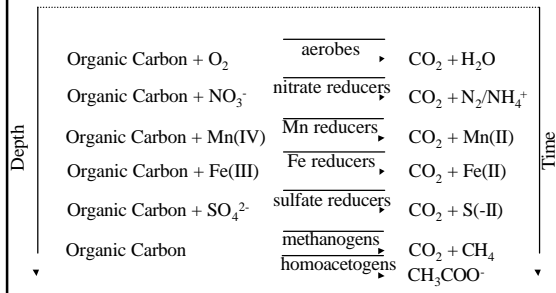 Depth
Time
Organic Carbon + O₂ aerobes CO₂ + H₂O
Organic Carbon + NO₃⁻ nitrate reducers CO₂ + N₂/NH₄⁺
Organic Carbon + Mn(IV) Mn reducers CO₂ + Mn(II)
Organic Carbon + Fe(III) Fe reducers CO₂ + Fe(II)
Organic Carbon + SO₄²⁻ sulfate reducers CO₂ + S(-II)
Organic Carbon methanogens CO₂ + CH₄
homoacetogens CH₃COO⁻